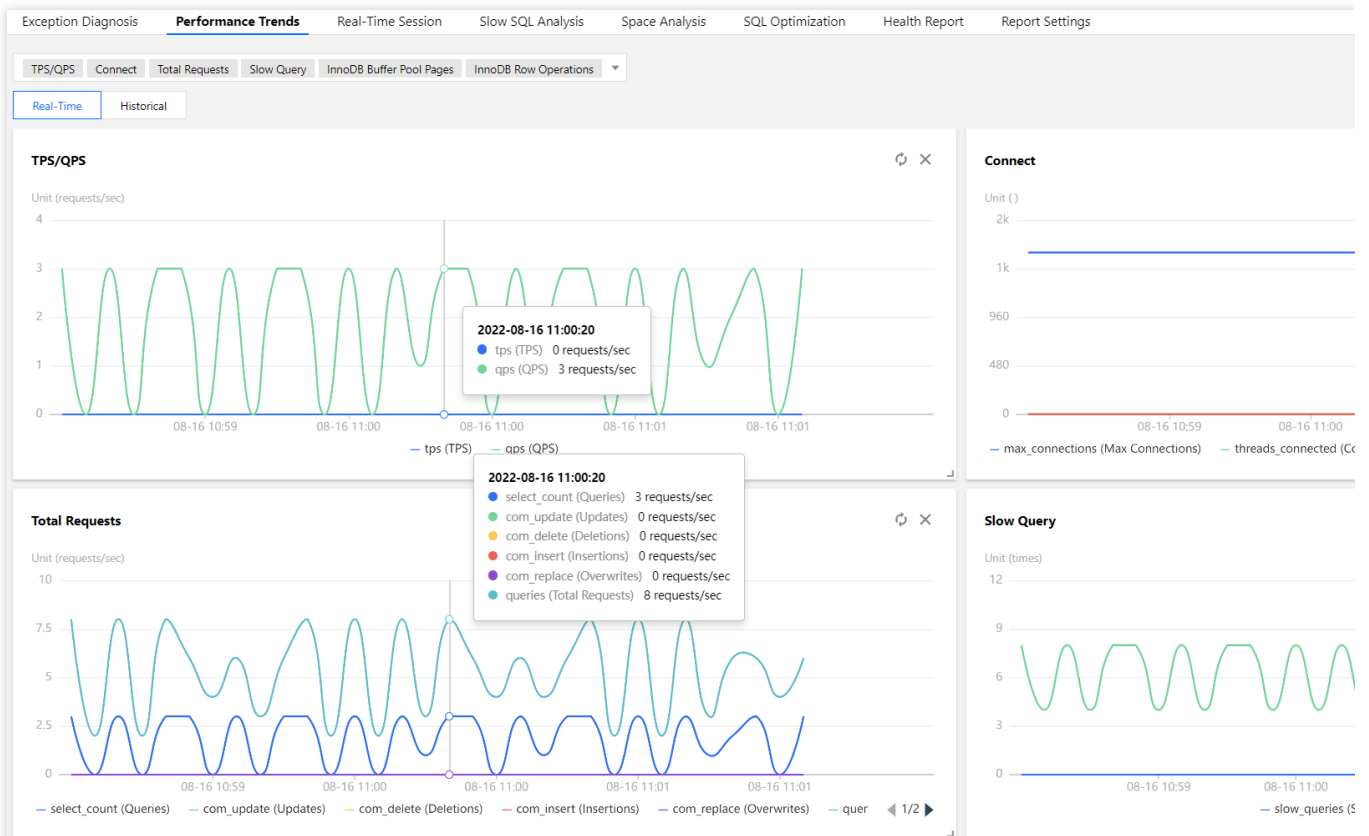 Exception Diagnosis Performance Trends Real-Time Session Slow SQL Analysis Space Analysis SQL Optimization Health Report Report Settings
TPS/QPS Connect Total Requests Slow Query InnoDB Buffer Pool Pages InnoDB Row Operations
Real-Time Historical
TPS/QPS
Unit (requests/sec)
4
3
2
1
0
08-16 10:59 08-16 11:00 08-16 11:00 08-16 11:01 08-16 11:01
tps (TPS) qps (QPS)
2022-08-16 11:00:20
tps (TPS) 0 requests/sec
qps (QPS) 3 requests/sec
Connect
Unit ( )
2k
1k
960
480
0
08-16 10:59 08-16 11:00
max_connections (Max Connections) threads_connected (Co
Total Requests
Unit (requests/sec)
10
7.5
5
2.5
0
08-16 10:59 08-16 11:00 08-16 11:00 08-16 11:01 08-16 11:01
select_count (Queries) com_update (Updates) com_delete (Deletions) com_insert (Insertions) com_replace (Overwrites) quer 1/2
2022-08-16 11:00:20
select_count (Queries) 3 requests/sec
com_update (Updates) 0 requests/sec
com_delete (Deletions) 0 requests/sec
com_insert (Insertions) 0 requests/sec
com_replace (Overwrites) 0 requests/sec
queries (Total Requests) 8 requests/sec
Slow Query
Unit (times)
12
9
6
3
0
08-16 10:59 08-16 11:00
slow_queries (S